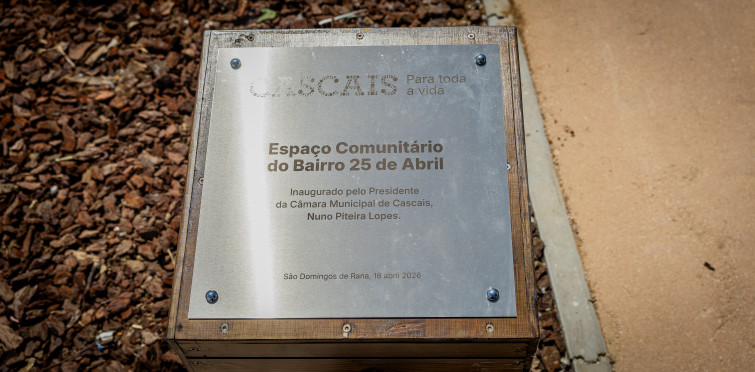 CASCAIS Para toda
a vida
Espaço Comunitário
do Bairro 25 de Abril
Inaugurado pelo Presidente
da Câmara Municipal de Cascais,
Nuno Piteira Lopes.
São Domingos de Rana, 18 abril 2026